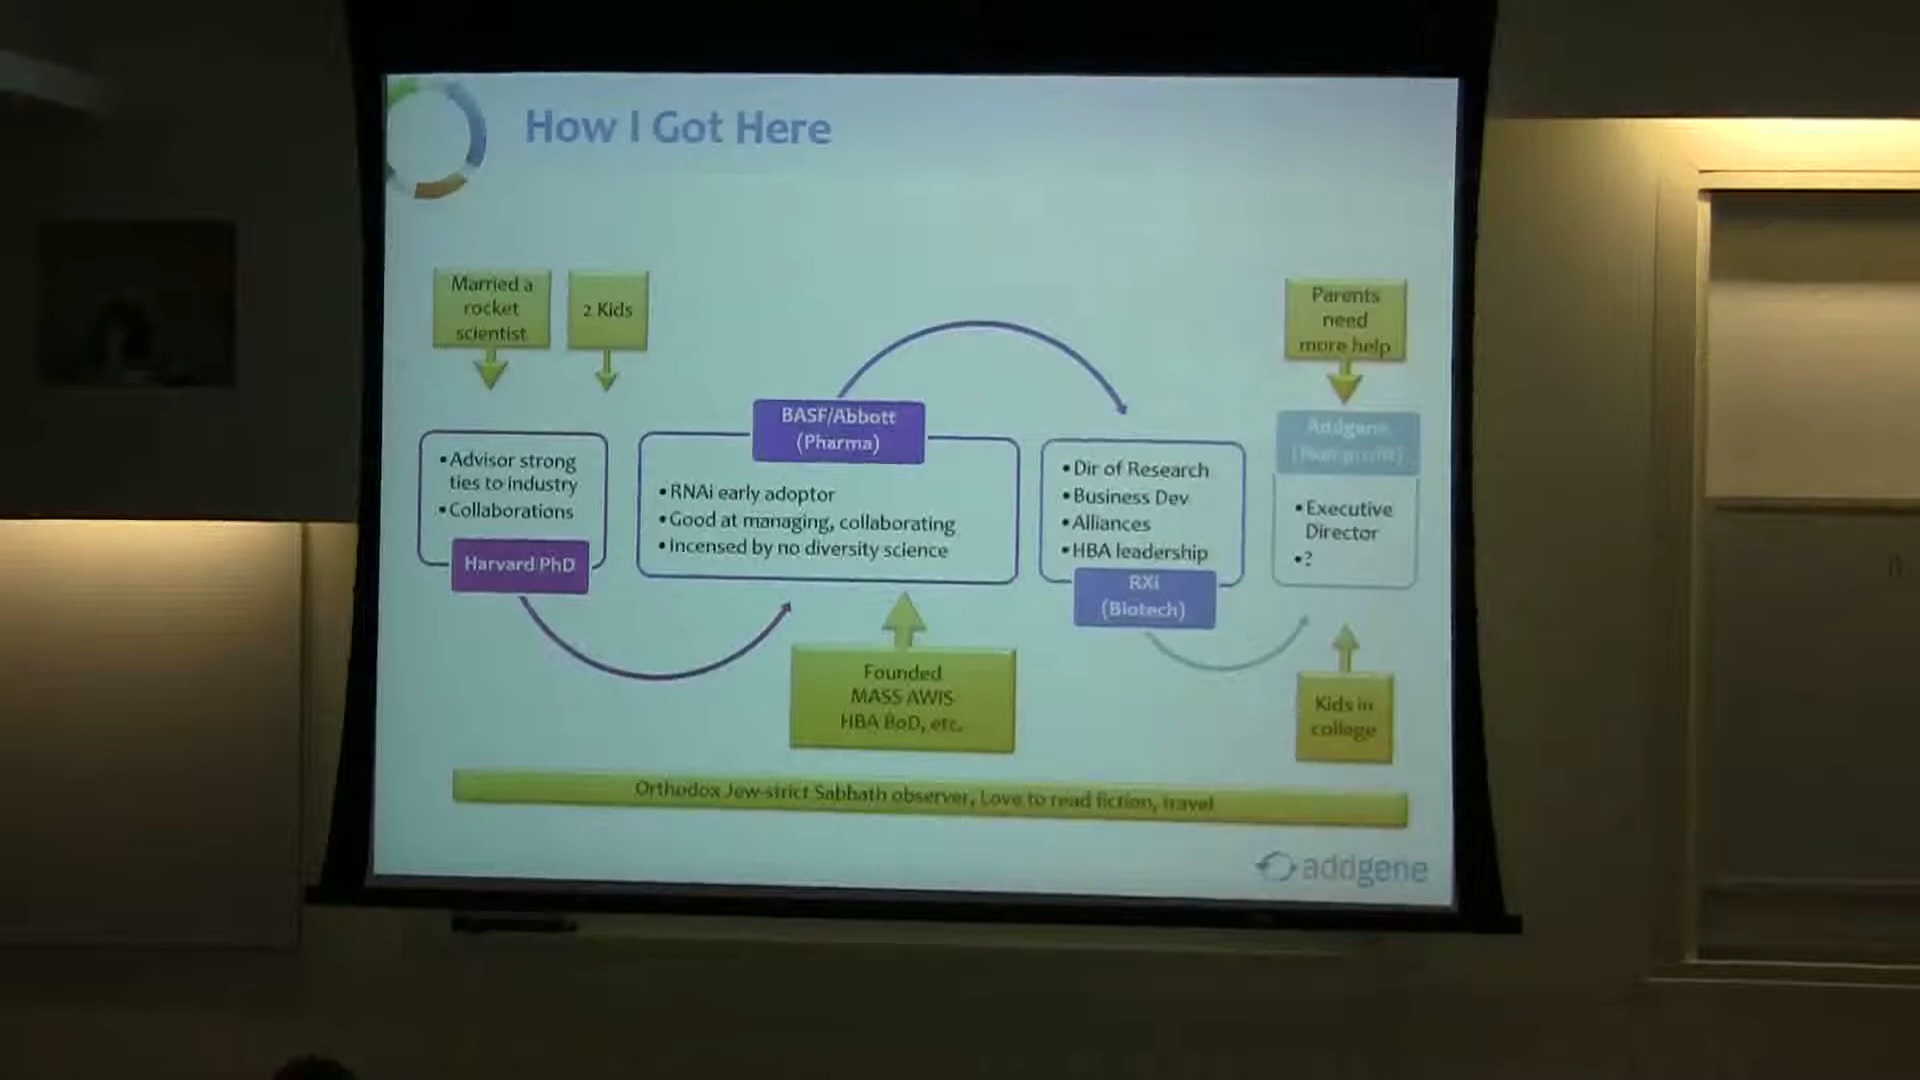 How I Got Here
Married a
rocket
scientist
2 Kids
Parents
need
more help
•Advisor strong
ties to industry
•Collaborations
Harvard PhD
BASF/Abbott
(Pharma)
•RNAi early adoptor
•Good at managing, collaborating
•Incensed by no diversity science
•Dir of Research
•Business Dev
•Alliances
•HBA leadership
RXi
(Biotech)
Addgene
(Non profit)
•Executive
Director
•?
Founded
MASS AWIS
HBA BoD, etc.
Kids in
college
Orthodox Jew-strict Sabbath observer, Love to read fiction, travel
addgene